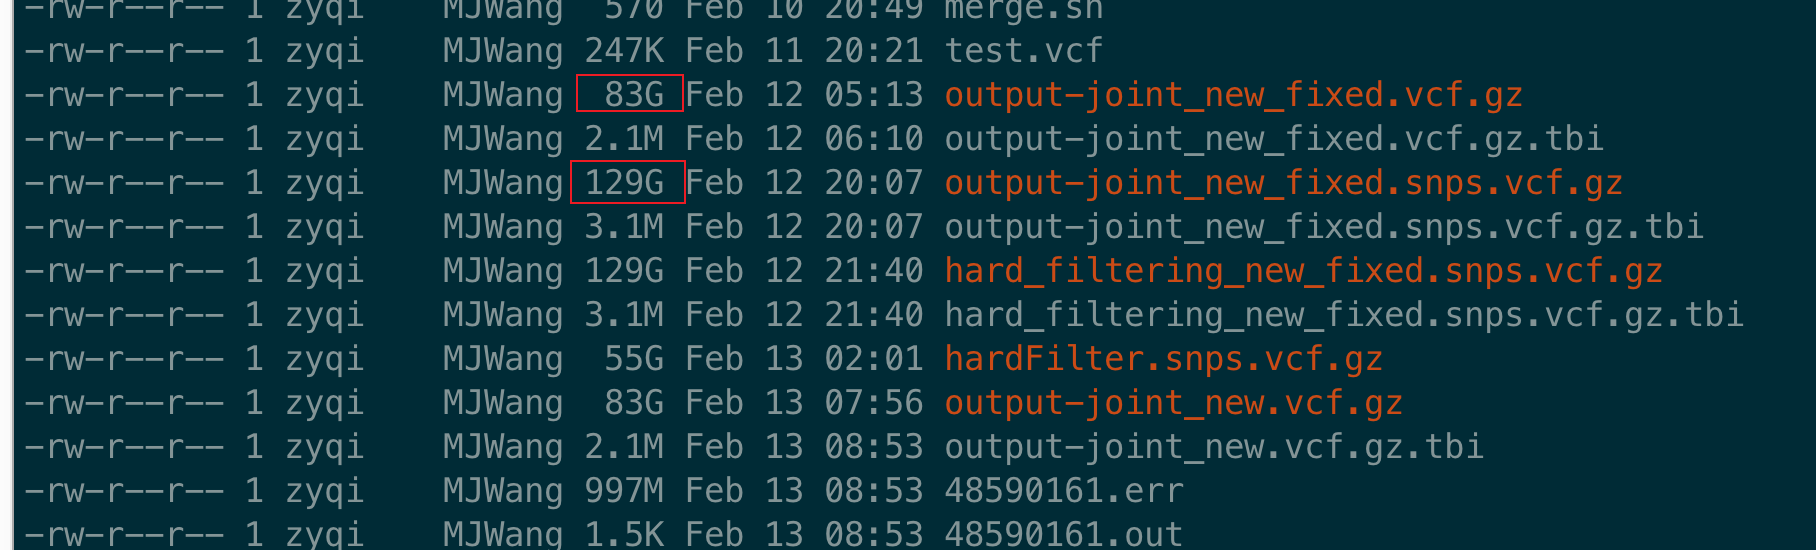 -rw-r--r-- 1 zyqi    MJWang  570 Feb 10 20:49 merge.sh
-rw-r--r-- 1 zyqi    MJWang 247K Feb 11 20:21 test.vcf
-rw-r--r-- 1 zyqi    MJWang  83G Feb 12 05:13 output-joint_new_fixed.vcf.gz
-rw-r--r-- 1 zyqi    MJWang 2.1M Feb 12 06:10 output-joint_new_fixed.vcf.gz.tbi
-rw-r--r-- 1 zyqi    MJWang 129G Feb 12 20:07 output-joint_new_fixed.snps.vcf.gz
-rw-r--r-- 1 zyqi    MJWang 3.1M Feb 12 20:07 output-joint_new_fixed.snps.vcf.gz.tbi
-rw-r--r-- 1 zyqi    MJWang 129G Feb 12 21:40 hard_filtering_new_fixed.snps.vcf.gz
-rw-r--r-- 1 zyqi    MJWang 3.1M Feb 12 21:40 hard_filtering_new_fixed.snps.vcf.gz.tbi
-rw-r--r-- 1 zyqi    MJWang  55G Feb 13 02:01 hardFilter.snps.vcf.gz
-rw-r--r-- 1 zyqi    MJWang  83G Feb 13 07:56 output-joint_new.vcf.gz
-rw-r--r-- 1 zyqi    MJWang 2.1M Feb 13 08:53 output-joint_new.vcf.gz.tbi
-rw-r--r-- 1 zyqi    MJWang 997M Feb 13 08:53 48590161.err
-rw-r--r-- 1 zyqi    MJWang 1.5K Feb 13 08:53 48590161.out